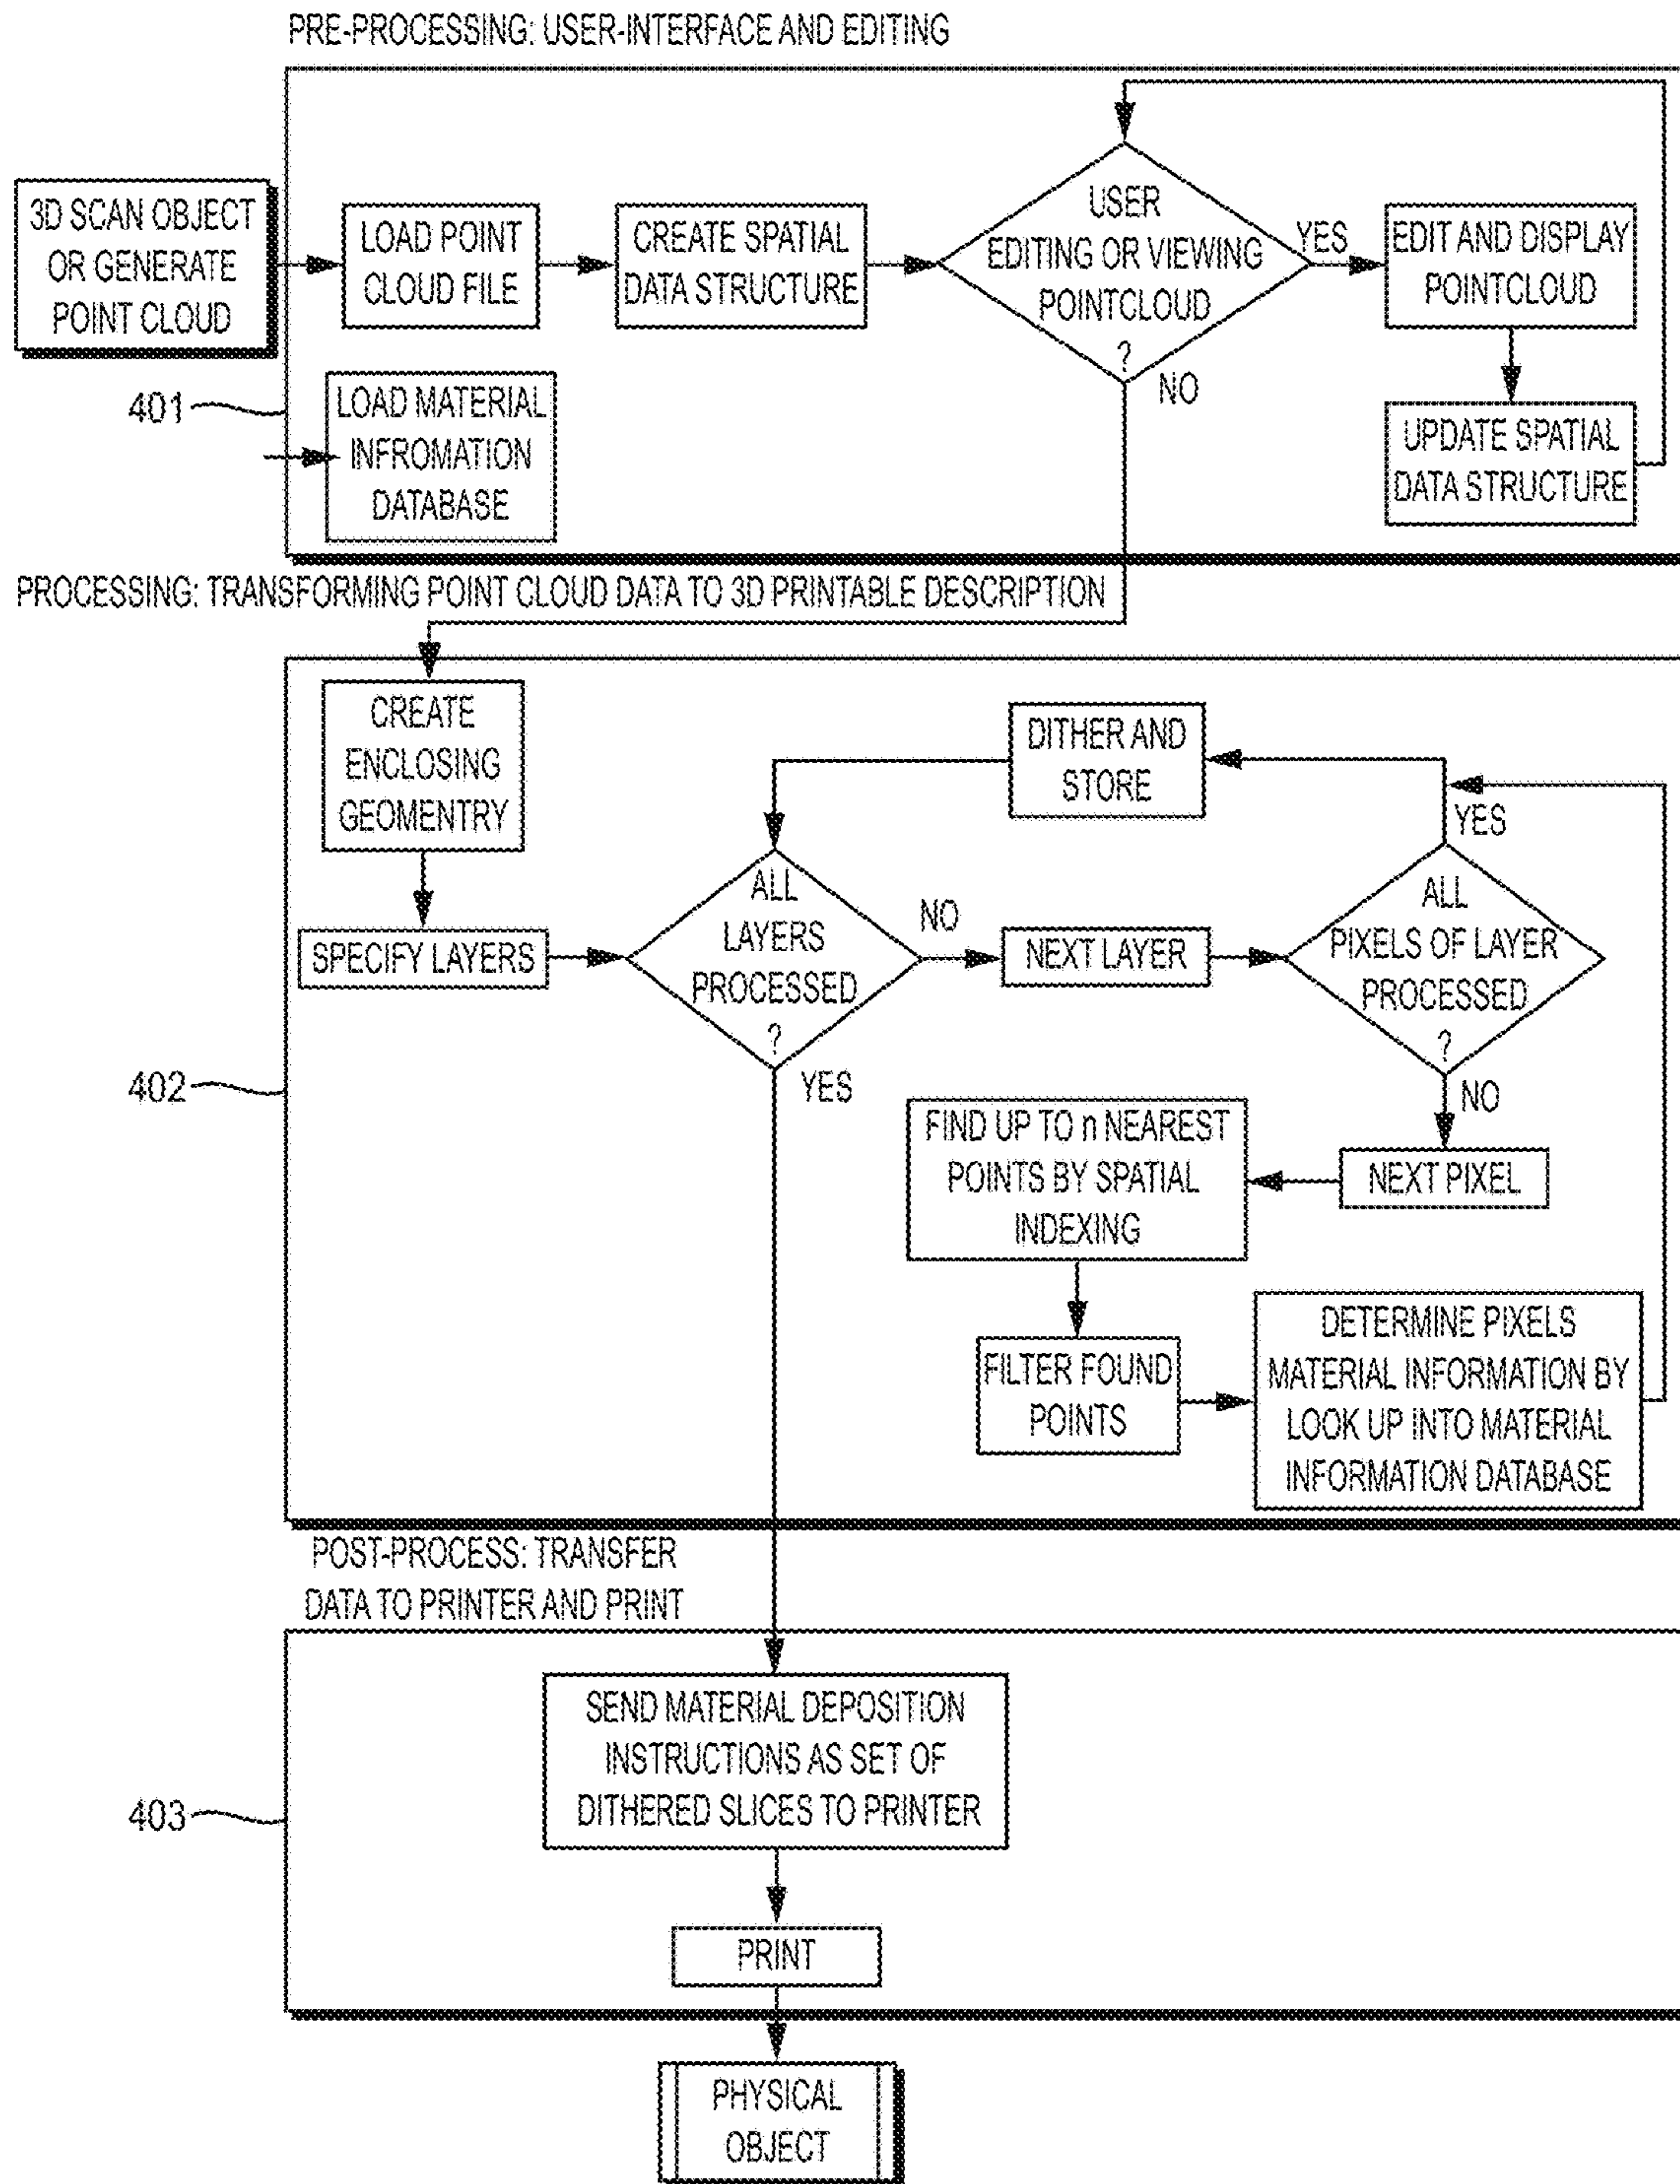 PRE-PROCESSING: USER-INTERFACE AND EDITING
3D SCAN OBJECT
OR GENERATE
POINT CLOUD
LOAD POINT
CLOUD FILE
CREATE SPATIAL
DATA STRUCTURE
USER
EDITING OR VIEWING
POINTCLOUD
?
YES
NO
EDIT AND DISPLAY
POINTCLOUD
UPDATE SPATIAL
DATA STRUCTURE
401
LOAD MATERIAL
INFROMATION
DATABASE
PROCESSING: TRANSFORMING POINT CLOUD DATA TO 3D PRINTABLE DESCRIPTION
CREATE
ENCLOSING
GEOMENTRY
SPECIFY LAYERS
DITHER AND
STORE
ALL
LAYERS
PROCESSED
?
NO
YES
NEXT LAYER
YES
ALL
PIXELS OF LAYER
PROCESSED
?
NO
402
NEXT PIXEL
FIND UP TO n NEAREST
POINTS BY SPATIAL
INDEXING
FILTER FOUND
POINTS
DETERMINE PIXELS
MATERIAL INFORMATION BY
LOOK UP INTO MATERIAL
INFORMATION DATABASE
POST-PROCESS: TRANSFER
DATA TO PRINTER AND PRINT
SEND MATERIAL DEPOSITION
INSTRUCTIONS AS SET OF
DITHERED SLICES TO PRINTER
403
PRINT
PHYSICAL
OBJECT